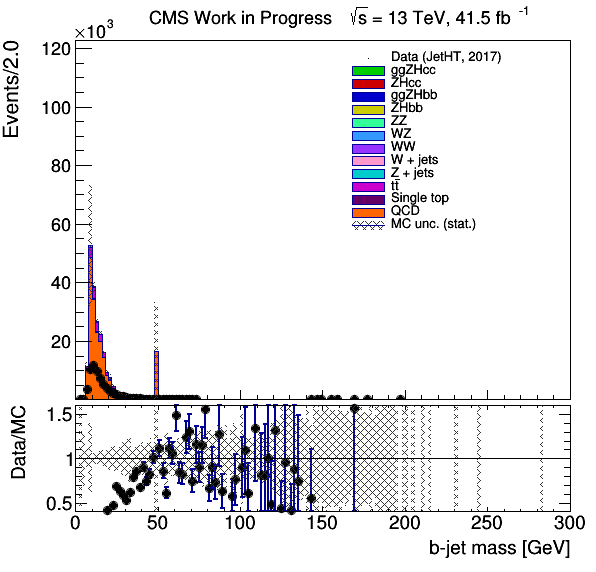 CMS Work in Progress √s = 13 TeV, 41.5 fb⁻¹
×10³
Events/2.0
120
100
80
60
40
20
Data (JetHT, 2017)
ggZHcc
ZHcc
ggZHbb
ZHbb
ZZ
WZ
WW
W + jets
Z + jets
tt̄
Single top
QCD
MC unc. (stat.)
Data/MC
1.5
1
0.5
0 50 100 150 200 250 300
b-jet mass [GeV]